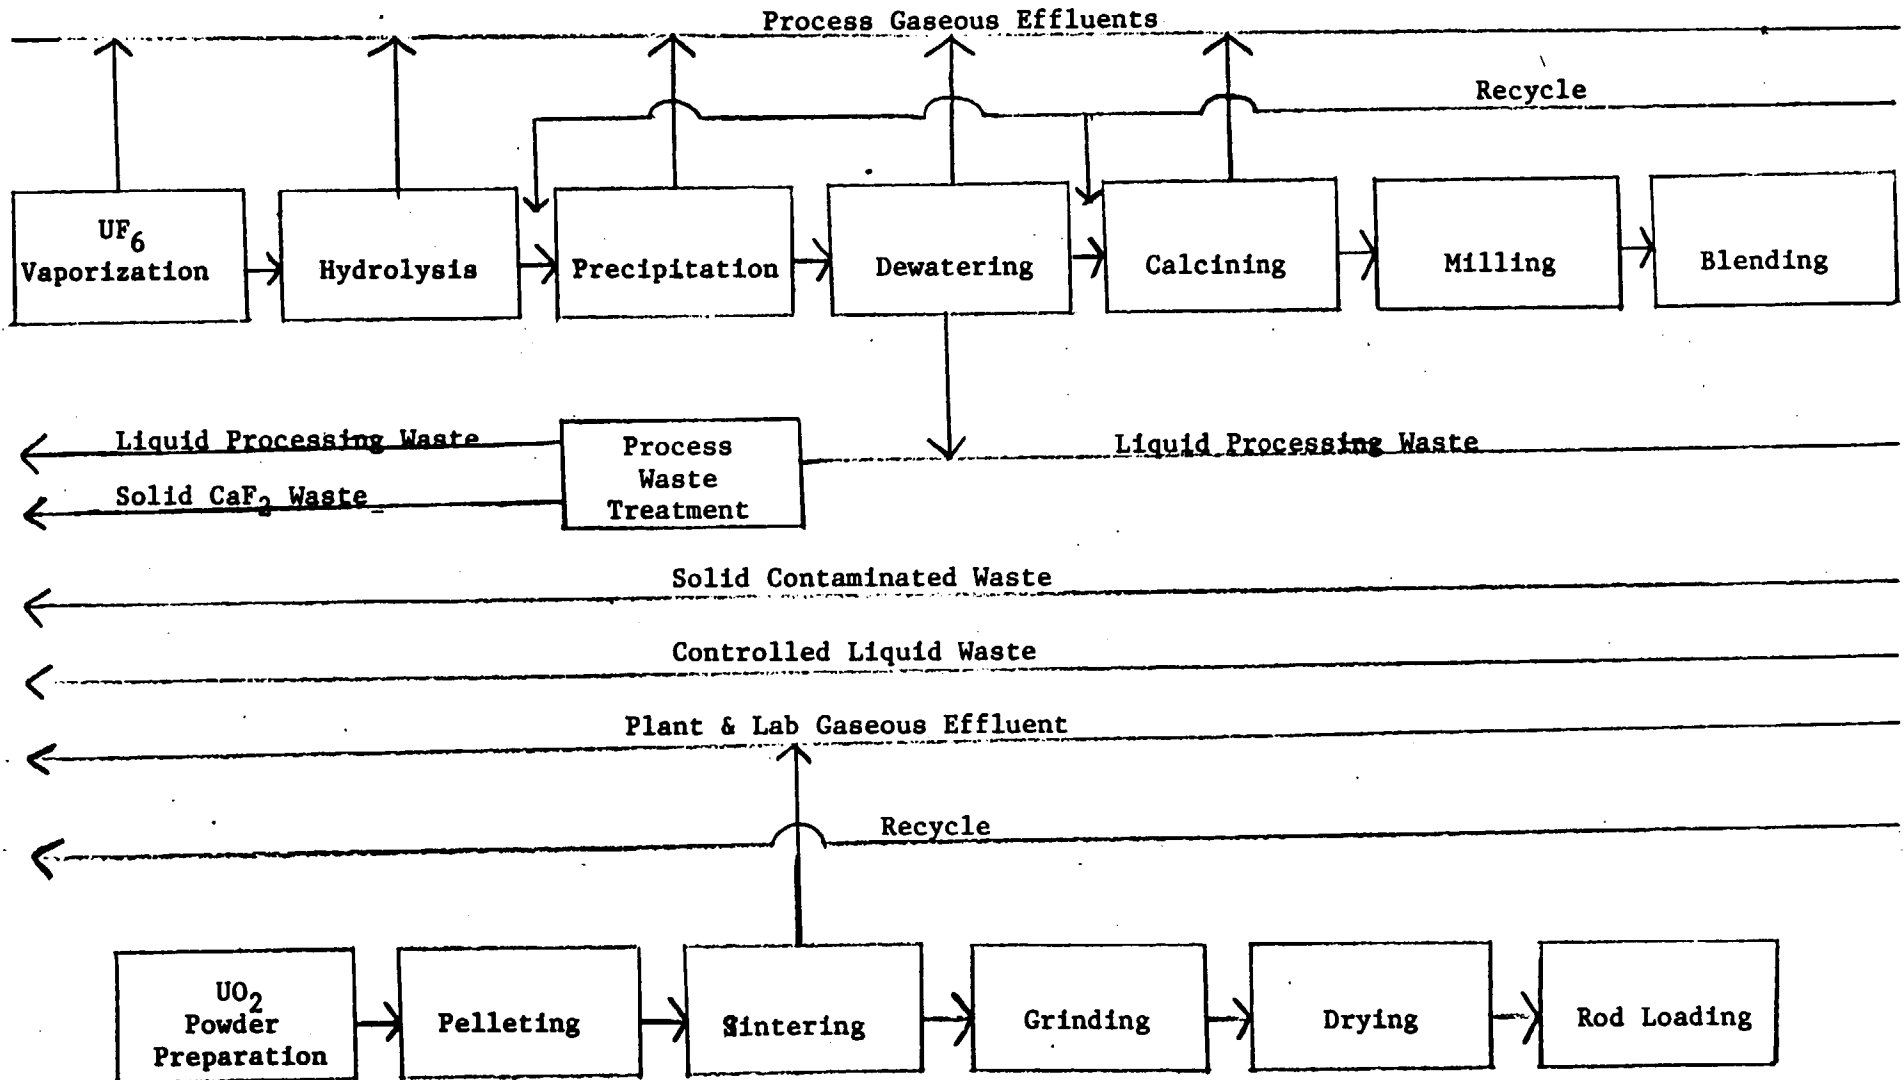 Process Gaseous Effluents
Recycle
UF6
Vaporization
Hydrolysis
Precipitation
Dewatering
Calcining
Milling
Blending
Liquid Processing Waste
Solid CaF2 Waste
Process
Waste
Treatment
Liquid Processing Waste
Solid Contaminated Waste
Controlled Liquid Waste
Plant & Lab Gaseous Effluent
Recycle
UO2
Powder
Preparation
Pelleting
Sintering
Grinding
Drying
Rod Loading